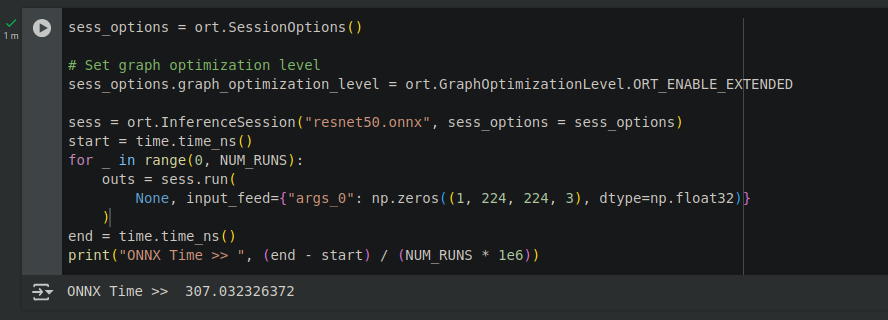 1 m
sess_options = ort.SessionOptions()
# Set graph optimization level
sess_options.graph_optimization_level = ort.GraphOptimizationLevel.ORT_ENABLE_EXTENDED
sess = ort.InferenceSession("resnet50.onnx", sess_options = sess_options)
start = time.time_ns()
for _ in range(0, NUM_RUNS):
    outs = sess.run(
        None, input_feed={"args_0": np.zeros((1, 224, 224, 3), dtype=np.float32)}
    )
end = time.time_ns()
print("ONNX Time >> ", (end - start) / (NUM_RUNS * 1e6))
ONNX Time >>  307.032326372